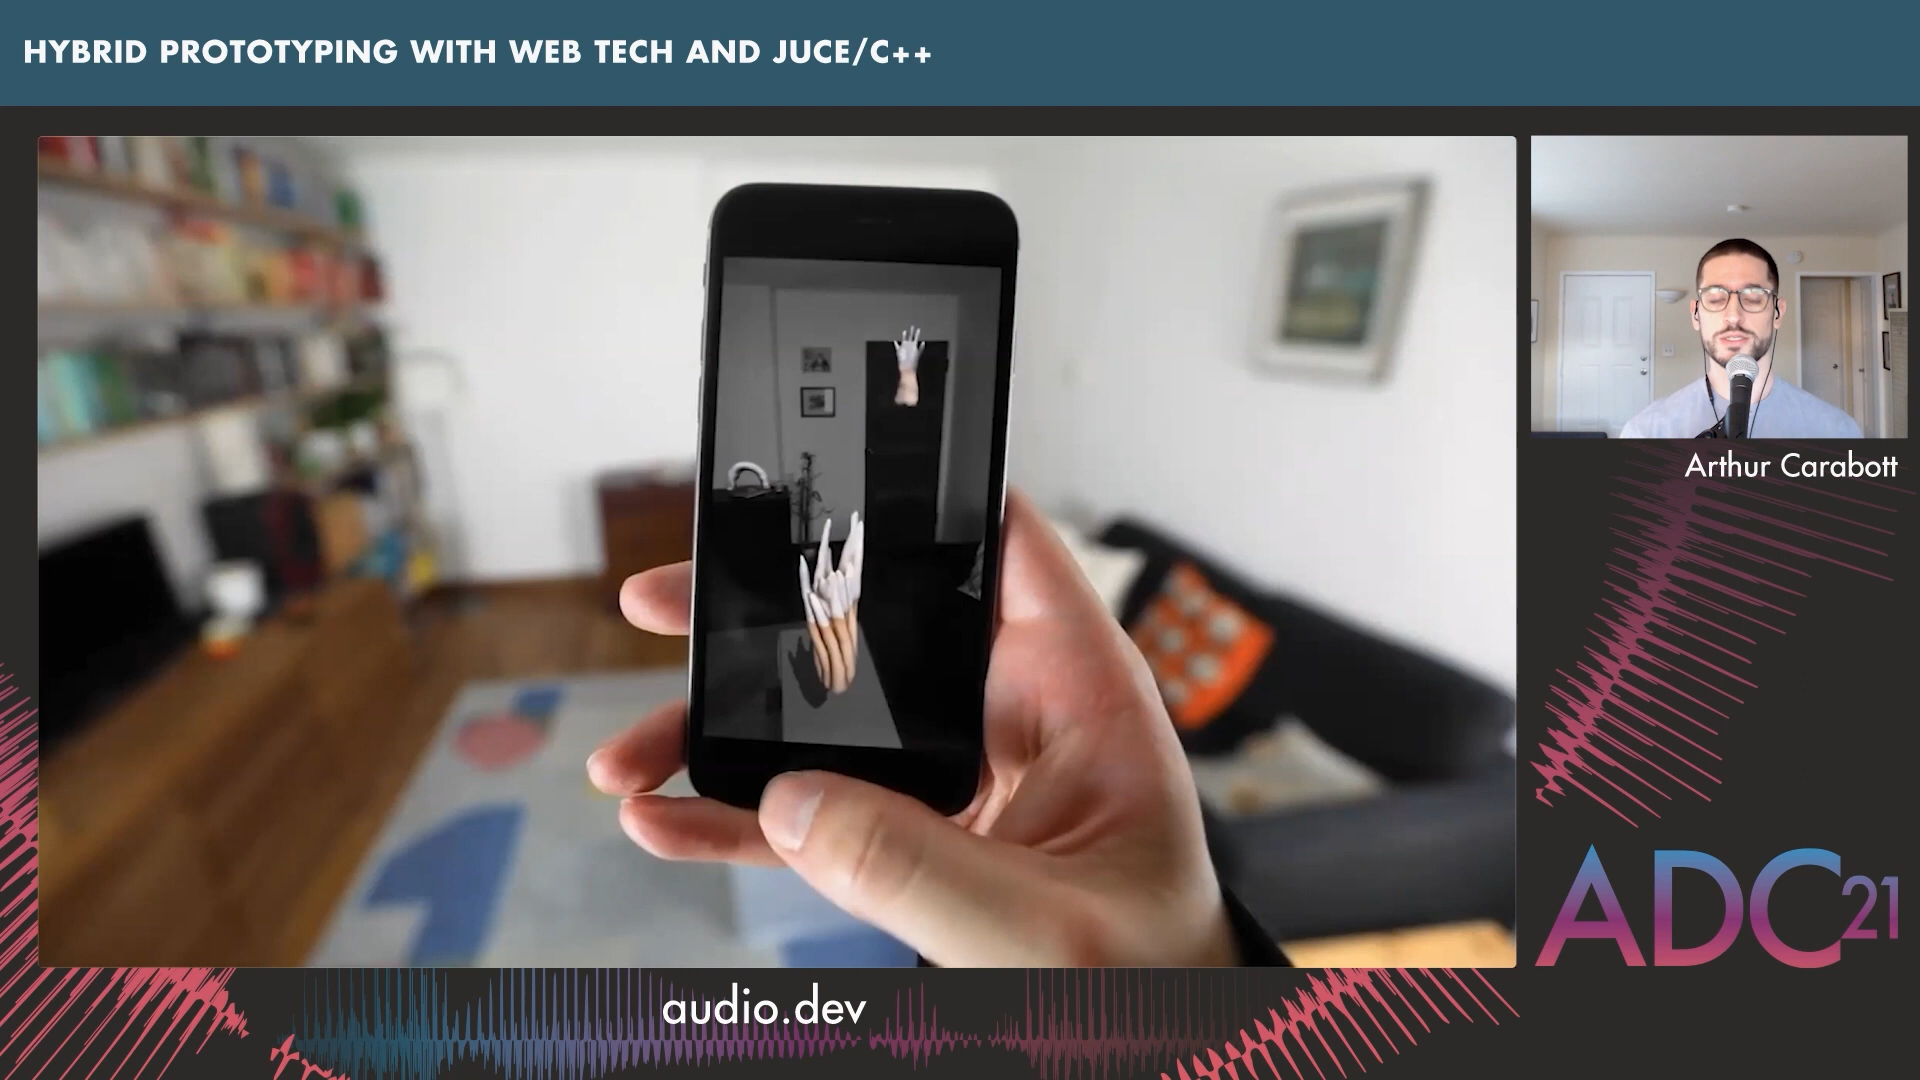 HYBRID PROTOTYPING WITH WEB TECH AND JUCE/C++
Arthur Carabott
ADC21
audio.dev